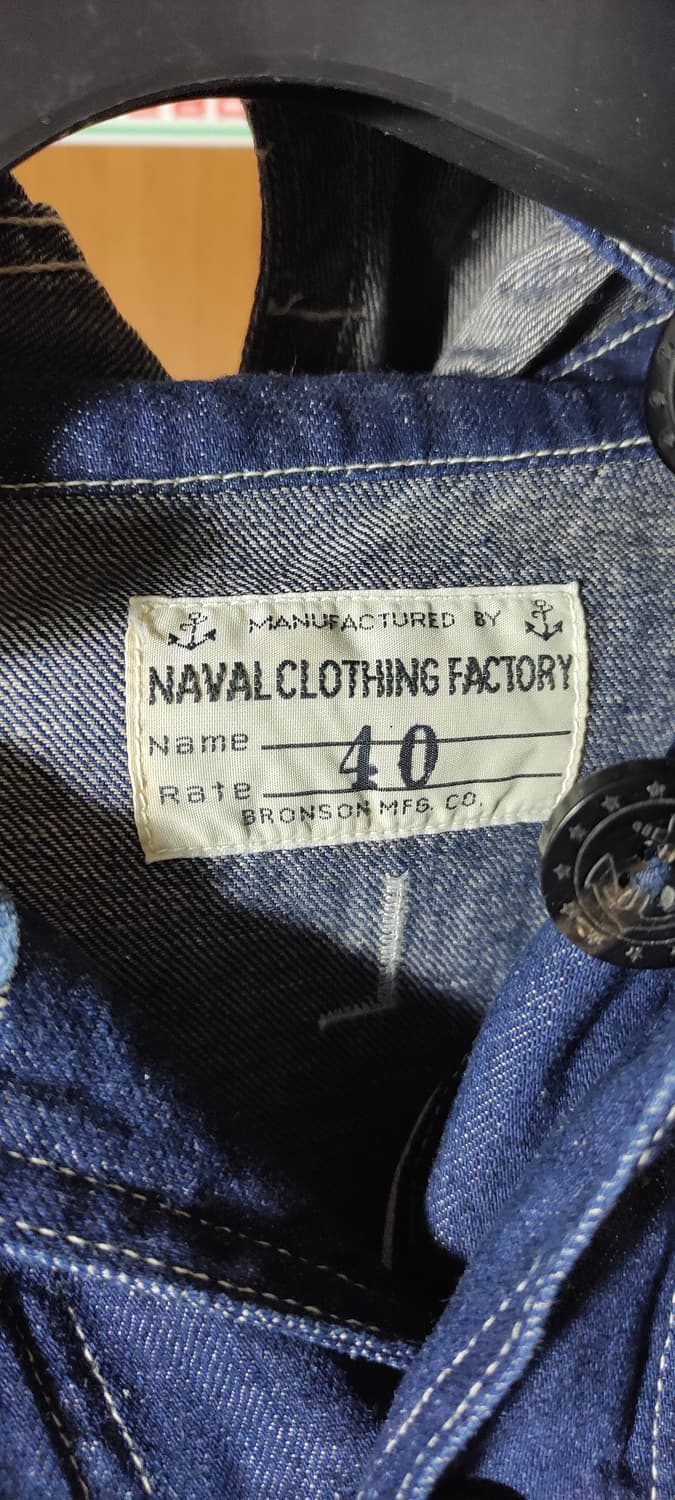 MANUFACTURED BY
NAVAL CLOTHING FACTORY
Name
40
Rate
BRONSON MFG. CO.